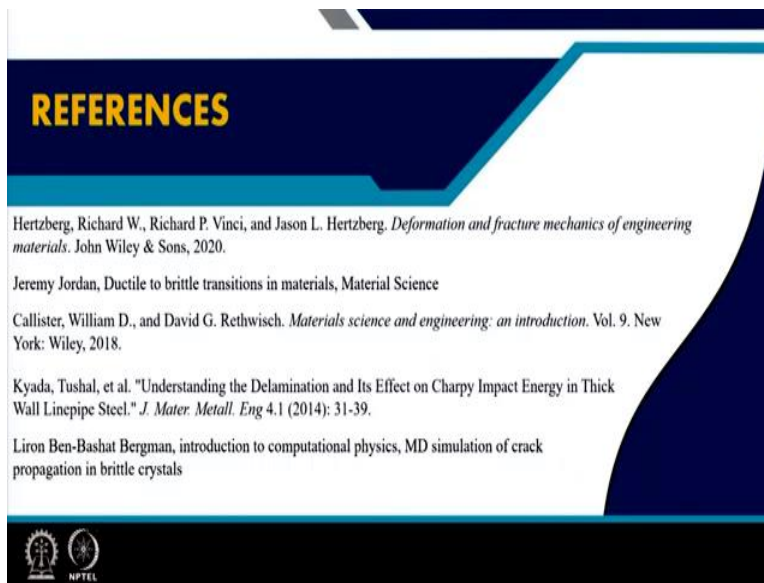 REFERENCES
Hertzberg, Richard W., Richard P. Vinci, and Jason L. Hertzberg. Deformation and fracture mechanics of engineering
materials. John Wiley & Sons, 2020.
Jeremy Jordan, Ductile to brittle transitions in materials, Material Science
Callister, William D., and David G. Rethwisch. Materials science and engineering: an introduction. Vol. 9. New
York: Wiley, 2018.
Kyada, Tushal, et al. "Understanding the Delamination and Its Effect on Charpy Impact Energy in Thick
Wall Linepipe Steel." J. Mater. Metall. Eng 4.1 (2014): 31-39.
Liron Ben-Bashat Bergman, introduction to computational physics, MD simulation of crack
propagation in brittle crystals
NPTEL